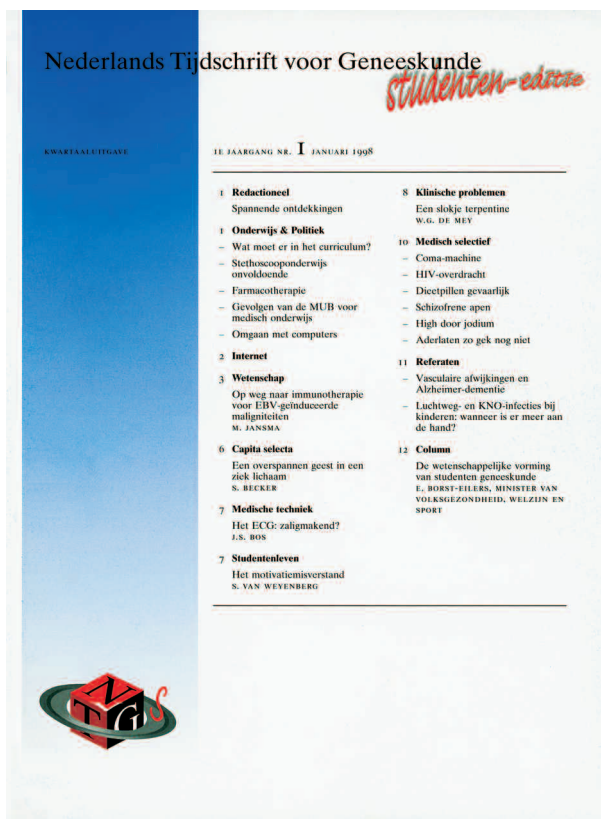 Nederlands Tijdschrift voor Geneeskunde
studenten-editie
KWARTAALUITGAVE
1E JAARGANG NR. 1 JANUARI 1998
1 Redactioneel
Spannende ontdekkingen
1 Onderwijs & Politiek
– Wat moet er in het curriculum?
– Stethoscooponderwijs
onvoldoende
– Farmacotherapie
– Gevolgen van de MUB voor
medisch onderwijs
– Omgaan met computers
2 Internet
3 Wetenschap
Op weg naar immunotherapie
voor EBV-geïnduceerde
maligniteiten
M. JANSMA
6 Capita selecta
Een overspannen geest in een
ziek lichaam
S. BECKER
7 Medische techniek
Het ECG: zaligmakend?
J.S. BOS
7 Studentenleven
Het motivatiemisverstand
S. VAN WEYENBERG
8 Klinische problemen
Een slokje terpentine
W.G. DE MEY
10 Medisch selectief
– Coma-machine
– HIV-overdracht
– Dieetpillen gevaarlijk
– Schizofrene apen
– High door jodium
– Aderlaten zo gek nog niet
11 Referaten
– Vasculaire afwijkingen en
Alzheimer-dementie
– Luchtweg- en KNO-infecties bij
kinderen: wanneer is er meer aan
de hand?
12 Column
De wetenschappelijke vorming
van studenten geneeskunde
E. BORST-EILERS, MINISTER VAN
VOLKSGEZONDHEID, WELZIJN EN
SPORT
N
T G S